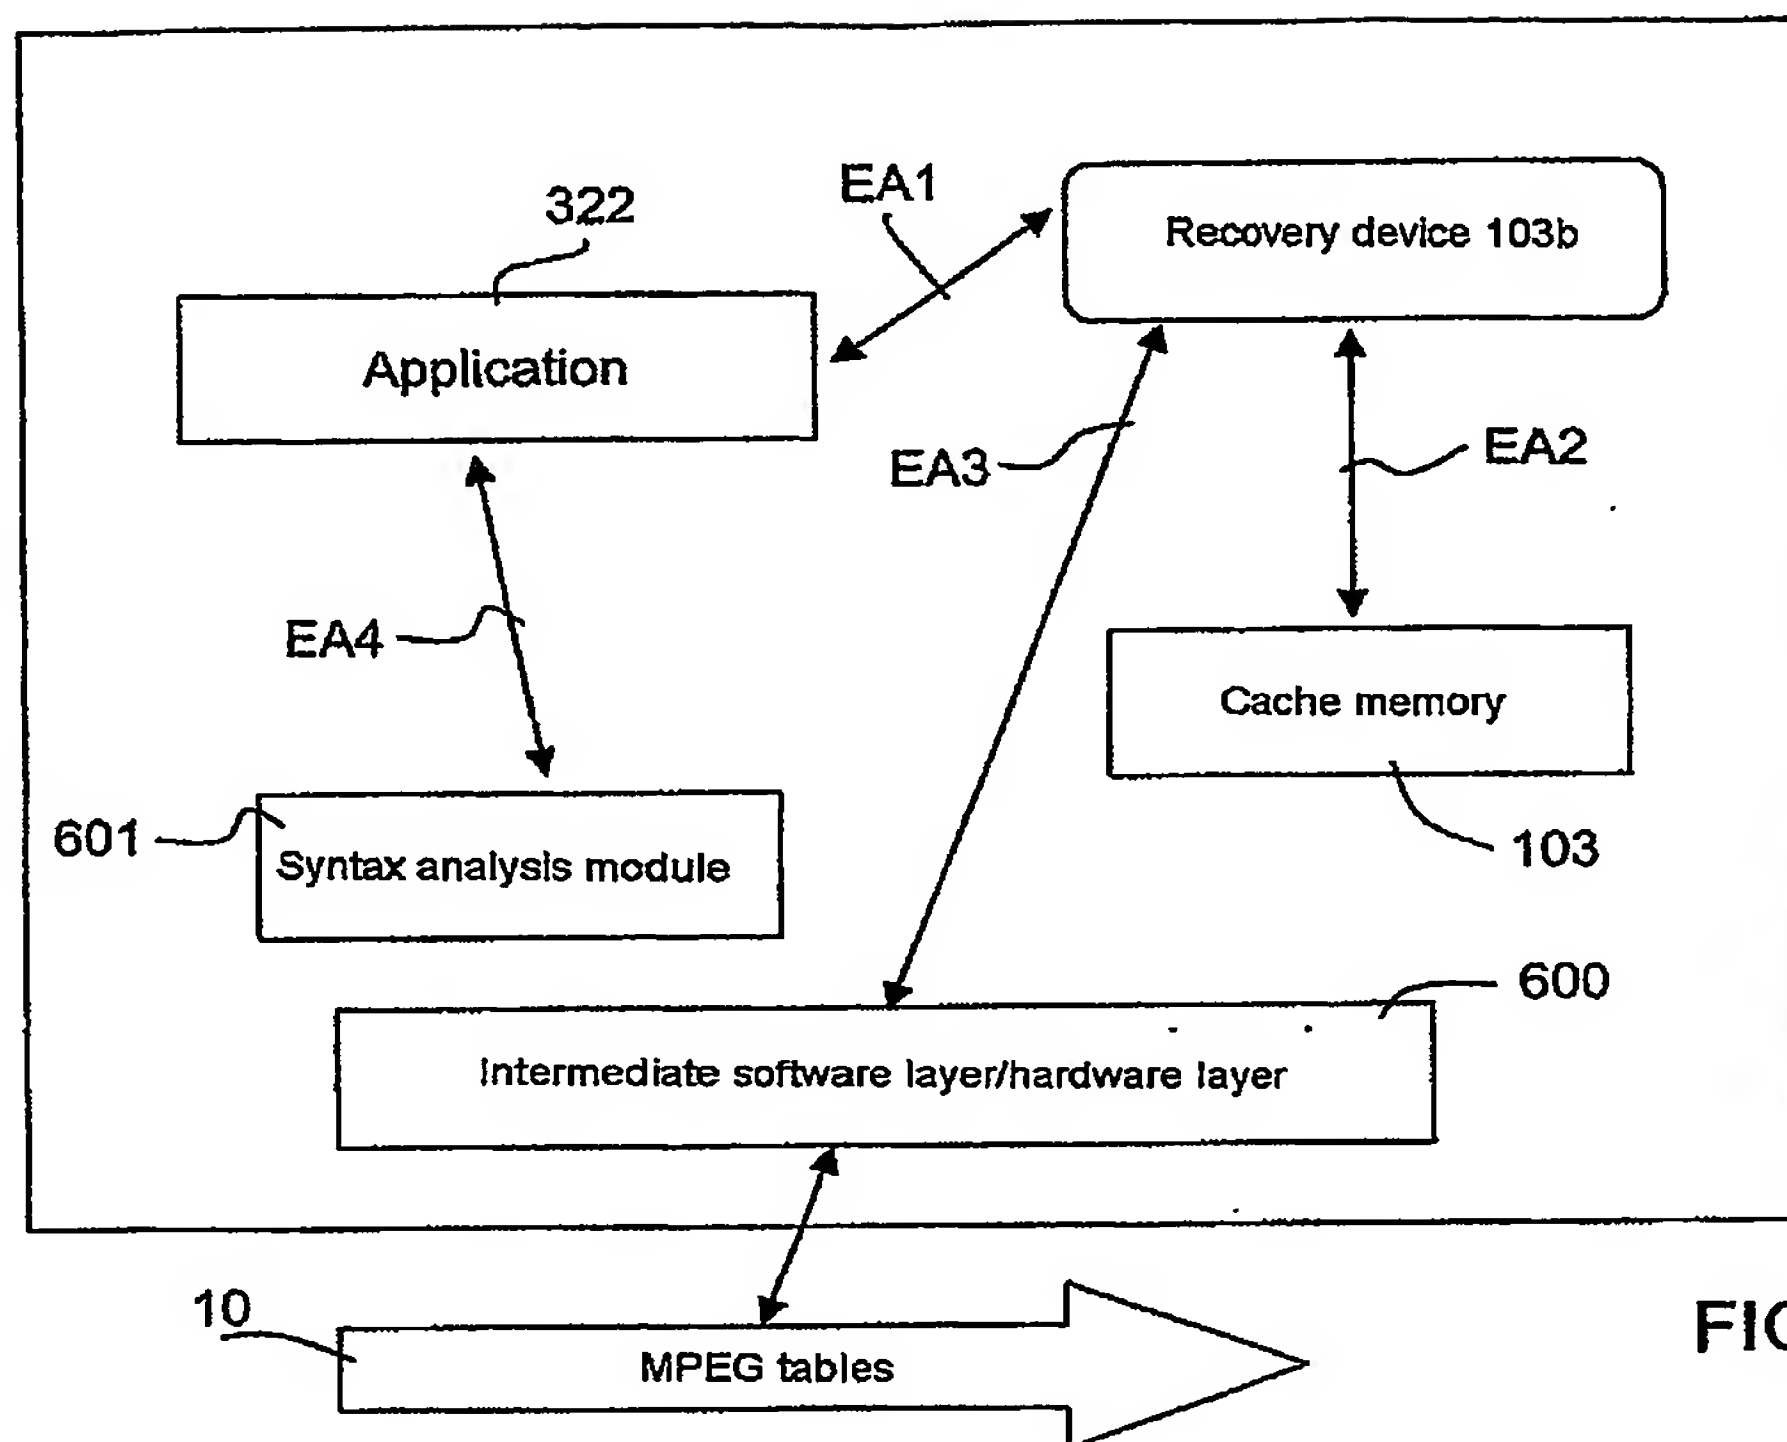 EA1
322
Recovery device 103b
Application
EA3
EA2
EA4
Cache memory
601
Syntax analysis module
103
600
Intermediate software layer/hardware layer
10
MPEG tables
FIG